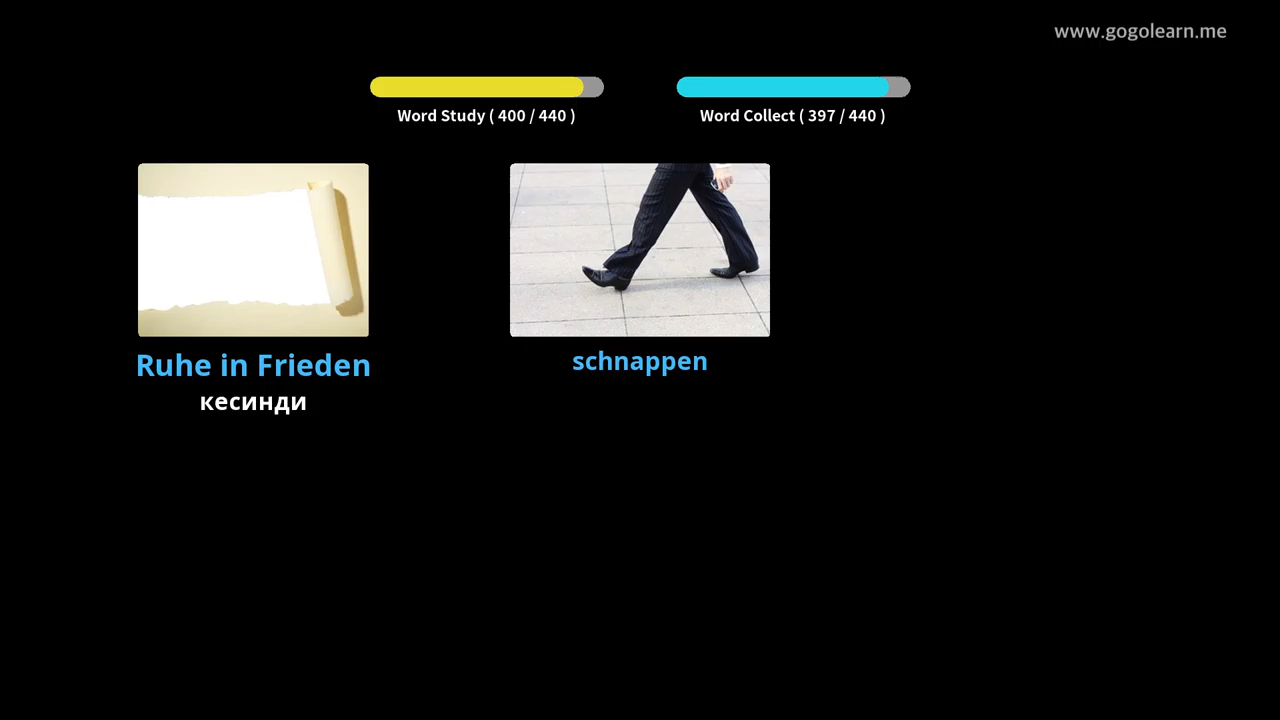 www.gogolearn.me
Word Study ( 400 / 440 )
Word Collect ( 397 / 440 )
Ruhe in Frieden
кесинди
schnappen